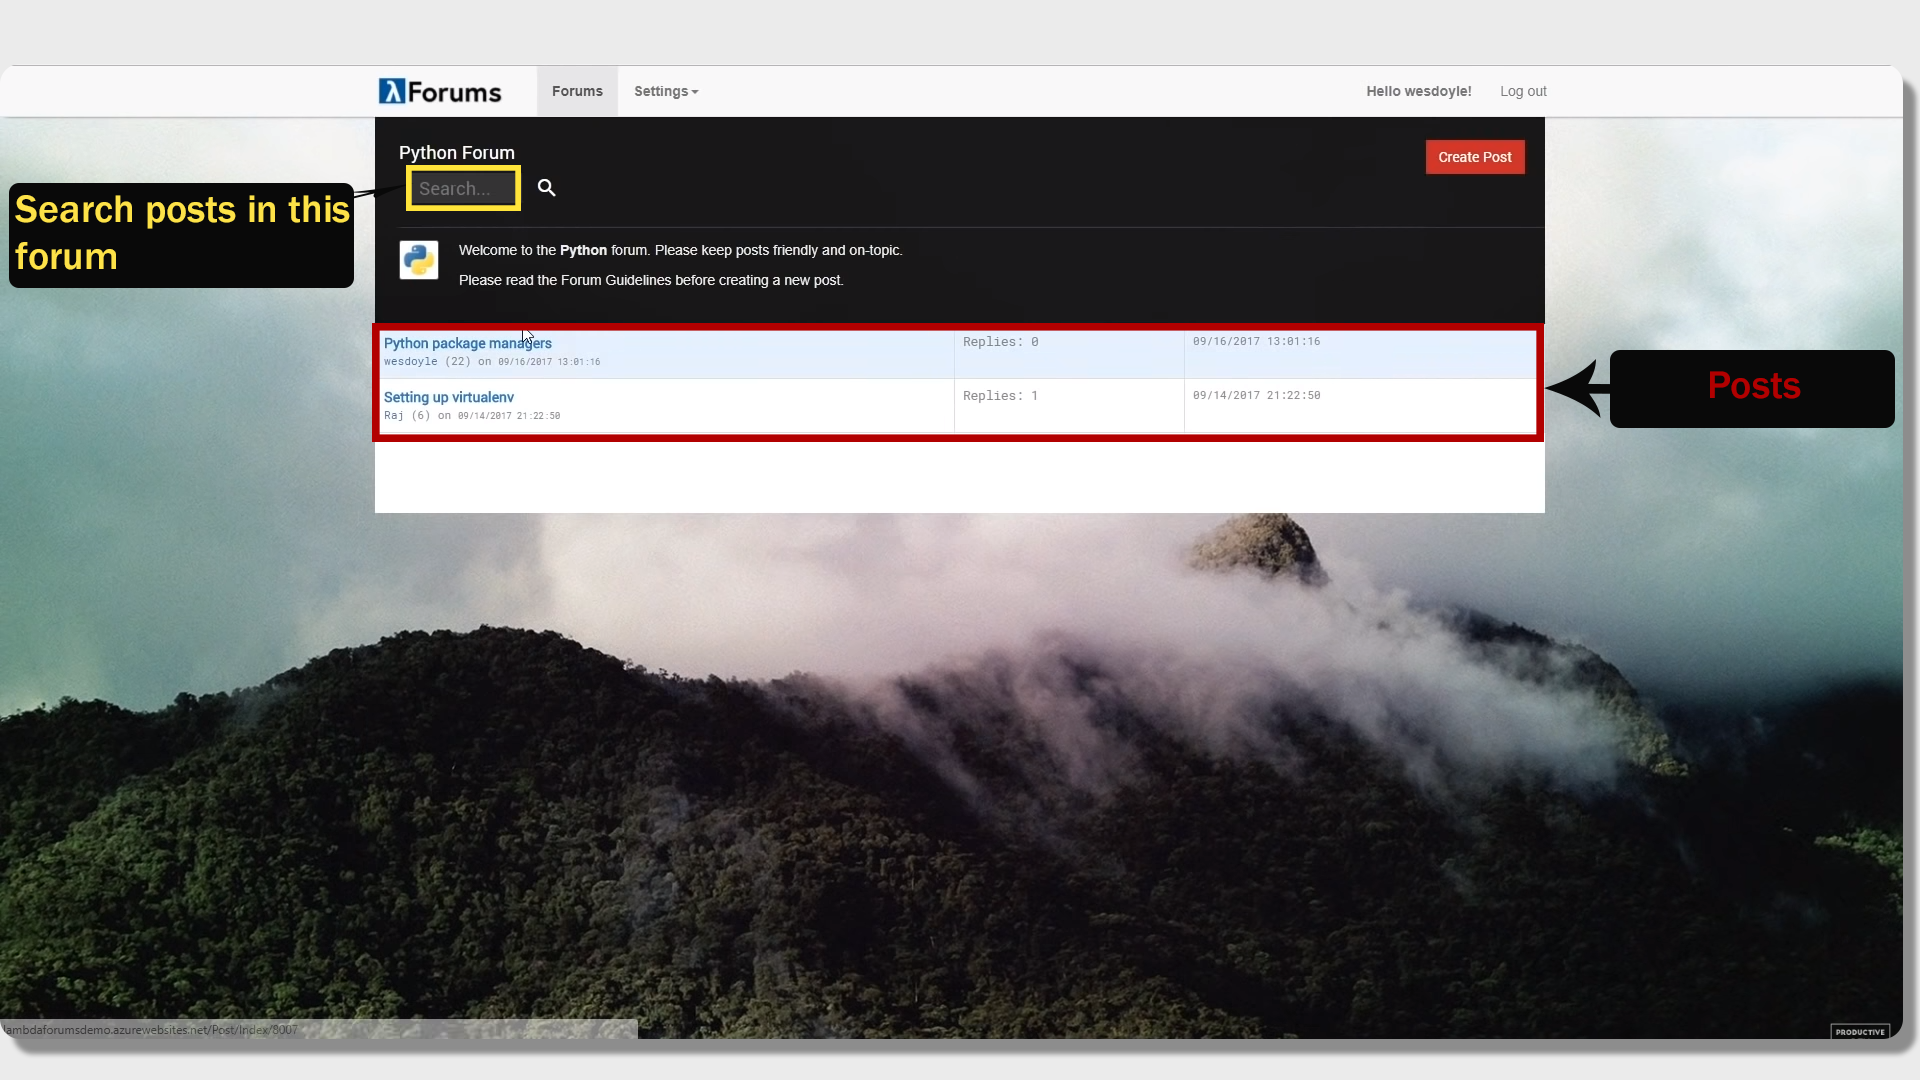 λForums
Forums
Settings
Hello wesdoyle!
Log out
Python Forum
Create Post
Search...
Search posts in this
forum
Welcome to the Python forum. Please keep posts friendly and on-topic.
Please read the Forum Guidelines before creating a new post.
Python package managers
Replies: 0
09/16/2017 13:01:16
wesdoyle (22) on 09/16/2017 13:01:16
Setting up virtualenv
Replies: 1
09/14/2017 21:22:50
Raj (6) on 09/14/2017 21:22:50
Posts
lambdaforumsdemo.azurewebsites.net/Post/Index/8007
PRODUCTIVE